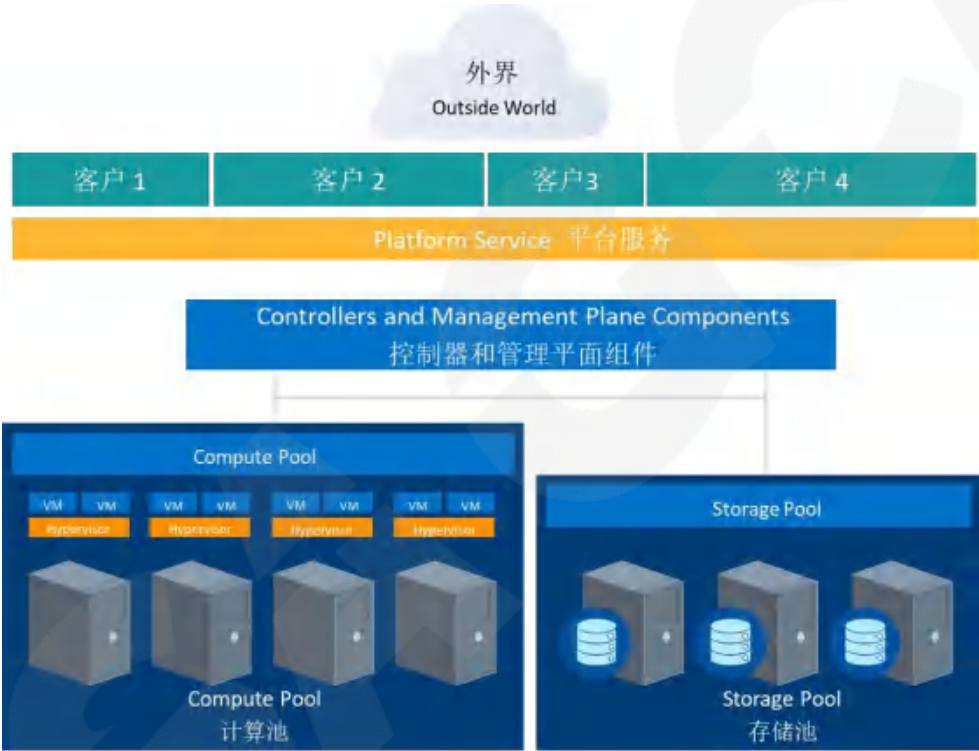 外界
Outside World
客户 1
客户 2
客户3
客户 4
Platform Service 平台服务
Controllers and Management Plane Components
控制器和管理平面组件
Compute Pool
VM VM VM VM VM VM VM VM
Hypervisor Hypervisor Hypervisor Hypervisor
Compute Pool
计算池
Storage Pool
Storage Pool
存储池